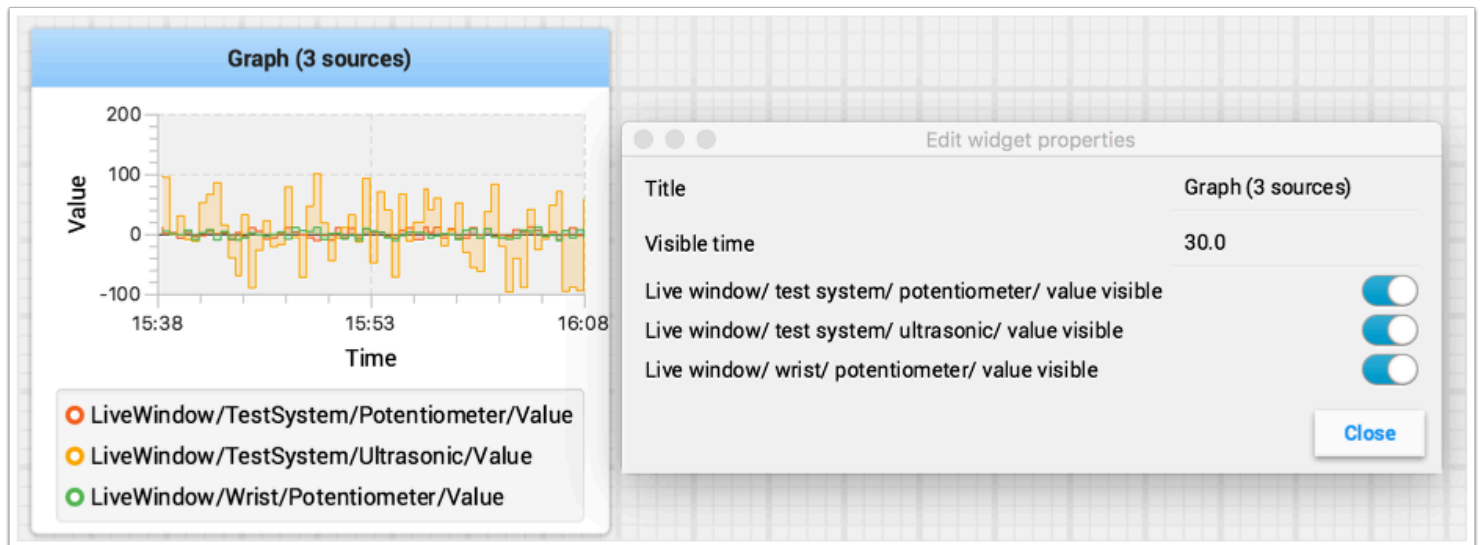 Graph (3 sources)
200
100
0
-100
Value
15:38 15:53 16:08
Time
LiveWindow/TestSystem/Potentiometer/Value
LiveWindow/TestSystem/Ultrasonic/Value
LiveWindow/Wrist/Potentiometer/Value
Edit widget properties
Title Graph (3 sources)
Visible time 30.0
Live window/ test system/ potentiometer/ value visible
Live window/ test system/ ultrasonic/ value visible
Live window/ wrist/ potentiometer/ value visible
Close